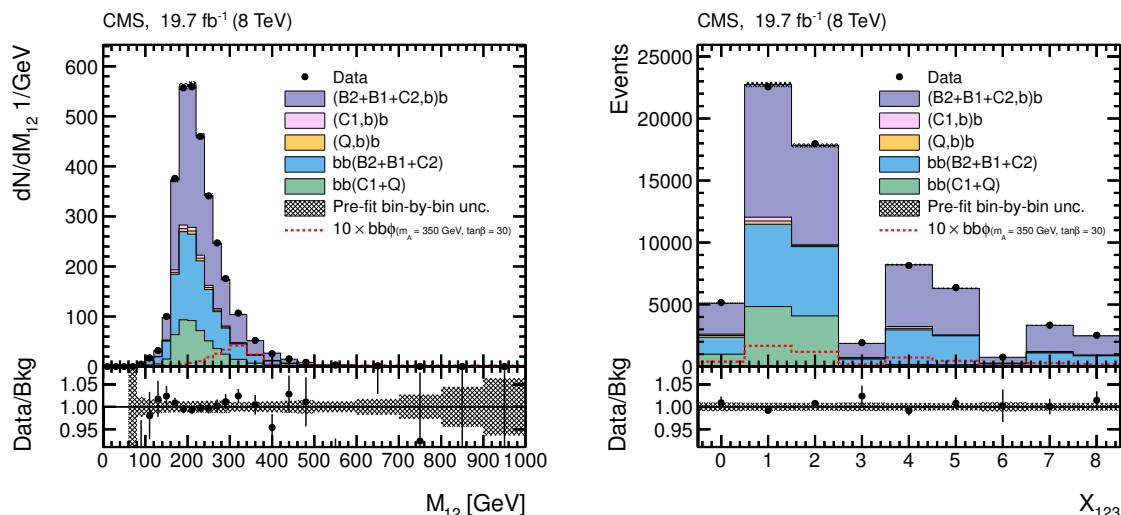 CMS, 19.7 fb⁻¹ (8 TeV)
dN/dM₁₂ 1/GeV
600
500
400
300
200
100
0
Data
(B2+B1+C2,b)b
(C1,b)b
(Q,b)b
bb(B2+B1+C2)
bb(C1+Q)
Pre-fit bin-by-bin unc.
10 × bbϕ(m_A = 350 GeV, tanβ = 30)
Data/Bkg
1.05
1.00
0.95
0 100 200 300 400 500 600 700 800 900 1000
M₁₂ [GeV]
CMS, 19.7 fb⁻¹ (8 TeV)
Events
25000
20000
15000
10000
5000
0
Data
(B2+B1+C2,b)b
(C1,b)b
(Q,b)b
bb(B2+B1+C2)
bb(C1+Q)
Pre-fit bin-by-bin unc.
10 × bbϕ(m_A = 350 GeV, tanβ = 30)
Data/Bkg
1.05
1.00
0.95
0 1 2 3 4 5 6 7 8
X₁₂₃